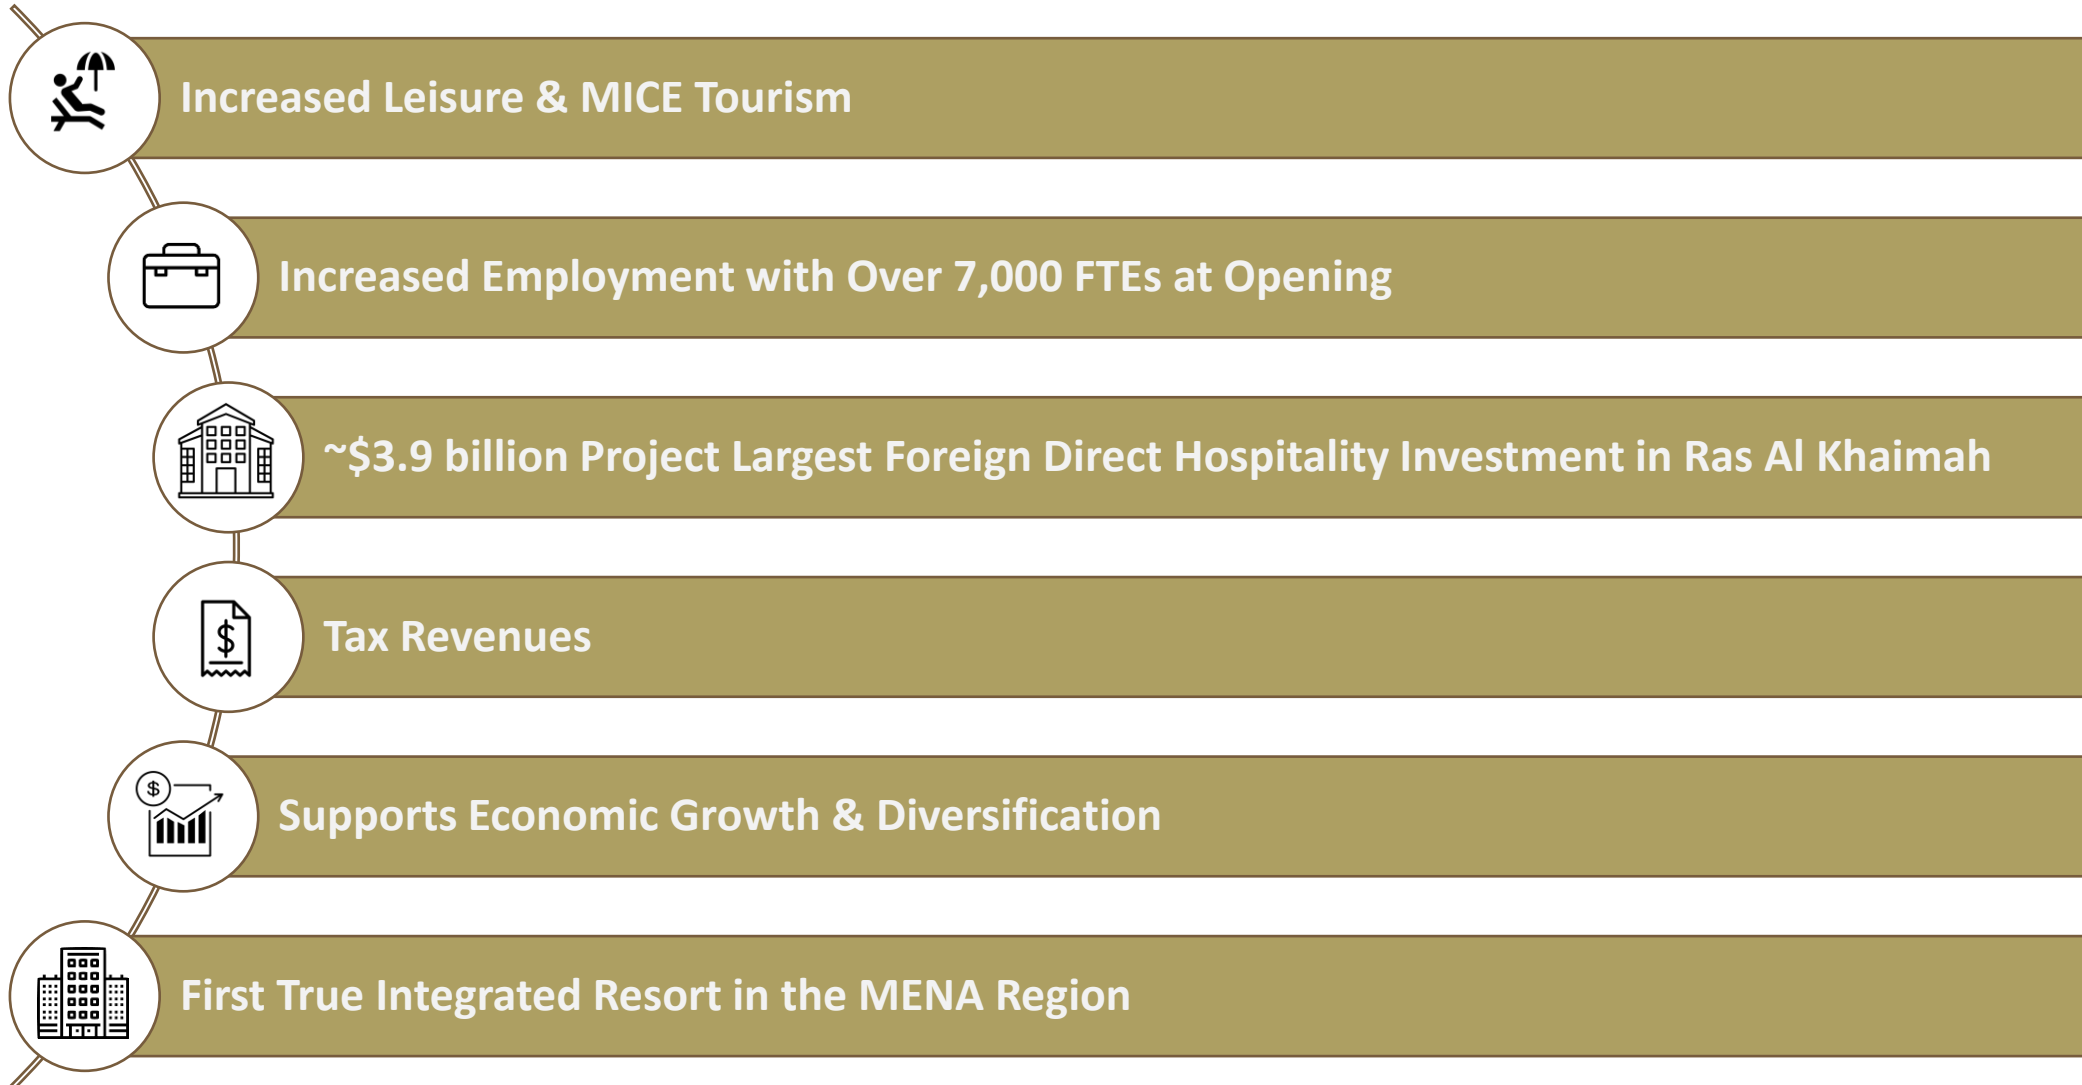 Increased Leisure & MICE Tourism
Increased Employment with Over 7,000 FTEs at Opening
~$3.9 billion Project Largest Foreign Direct Hospitality Investment in Ras Al Khaimah
$
Tax Revenues
$
Supports Economic Growth & Diversification
First True Integrated Resort in the MENA Region